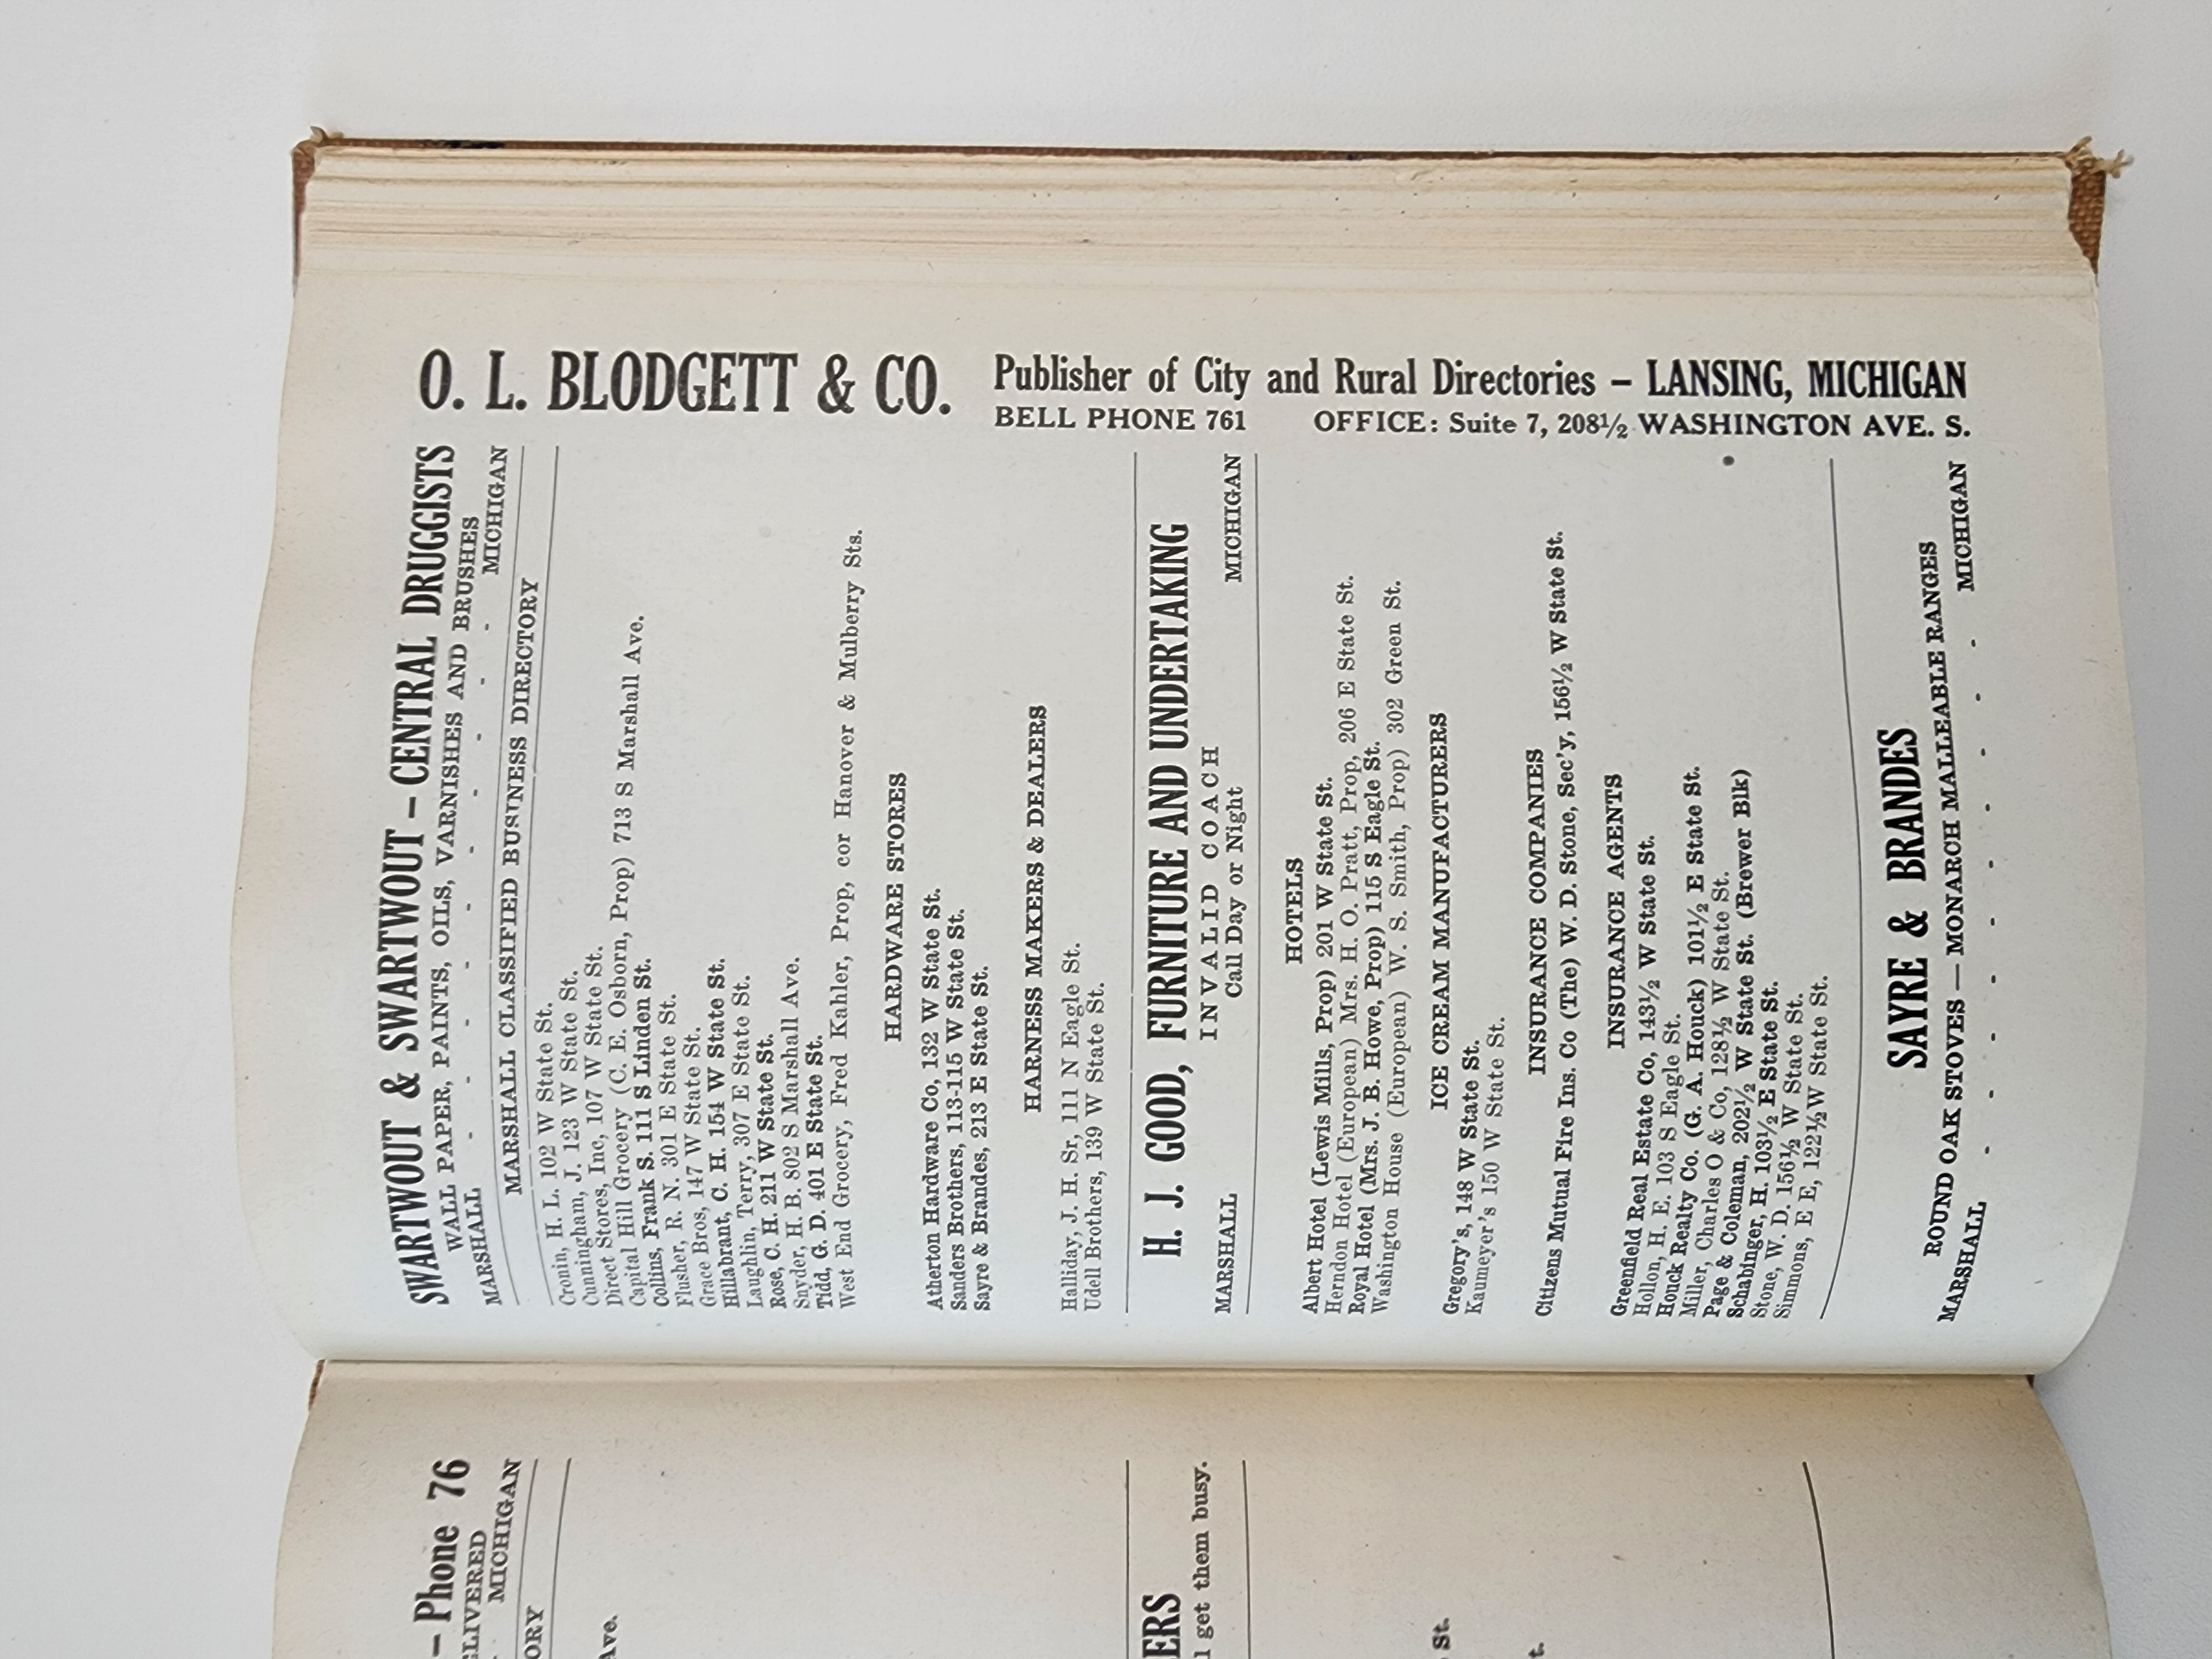 SWARTWOUT & SWARTWOUT – CENTRAL DRUGGISTS
WALL PAPER, PAINTS, OILS, VARNISHES AND BRUSHES
MARSHALL - - - - - - - - MICHIGAN
MARSHALL CLASSIFIED BUSINESS DIRECTORY
Cronin, H. L. 102 W State St.
Cunningham, J. 123 W State St.
Direct Stores, Inc, 107 W State St.
Capital Hill Grocery (C. E. Osborn, Prop) 713 S Marshall Ave.
Collins, Frank S. 111 S Linden St.
Flusher, R. N. 301 E State St.
Grace Bros, 147 W State St.
Hillabrant, C. H. 154 W State St.
Laughlin, Terry, 307 E State St.
Rose, C. H. 211 W State St.
Snyder, H. B. 802 S Marshall Ave.
Tidd, G. D. 401 E State St.
West End Grocery, Fred Kahler, Prop, cor Hanover & Mulberry Sts.
HARDWARE STORES
Atherton Hardware Co, 132 W State St.
Sanders Brothers, 113-115 W State St.
Sayre & Brandes, 213 E State St.
HARNESS MAKERS & DEALERS
Halliday, J. H. Sr, 111 N Eagle St.
Udell Brothers, 139 W State St.
H. J. GOOD, FURNITURE AND UNDERTAKING
INVALID COACH
MARSHALL Call Day or Night MICHIGAN
HOTELS
Albert Hotel (Lewis Mills, Prop) 201 W State St.
Herndon Hotel (European) Mrs. H. O. Pratt, Prop, 206 E State St.
Royal Hotel (Mrs. J. B. Howe, Prop) 115 S Eagle St.
Washington House (European) W. S. Smith, Prop) 302 Green St.
ICE CREAM MANUFACTURERS
Gregory's, 148 W State St.
Kaumeyer's 150 W State St.
INSURANCE COMPANIES
Citizens Mutual Fire Ins. Co (The) W. D. Stone, Sec'y, 156½ W State St.
INSURANCE AGENTS
Greenfield Real Estate Co, 143½ W State St.
Hollon, H. E. 103 S Eagle St.
Houck Realty Co. (G. A. Houck) 101½ E State St.
Miller, Charles O & Co, 128½ W State St.
Page & Coleman, 202½ W State St. (Brewer Blk)
Schabinger, H. 103½ E State St.
Stone, W. D. 156½ W State St.
Simmons, E E, 122½ W State St.
SAYRE & BRANDES
ROUND OAK STOVES — MONARCH MALLEABLE RANGES
MARSHALL - - - - - - - - - MICHIGAN
O. L. BLODGETT & CO. Publisher of City and Rural Directories – LANSING, MICHIGAN
BELL PHONE 761 OFFICE: Suite 7, 208½ WASHINGTON AVE. S.
– Phone 76
MICHIGAN
ORY
Ave.
ERS
get them busy.
St.
t.